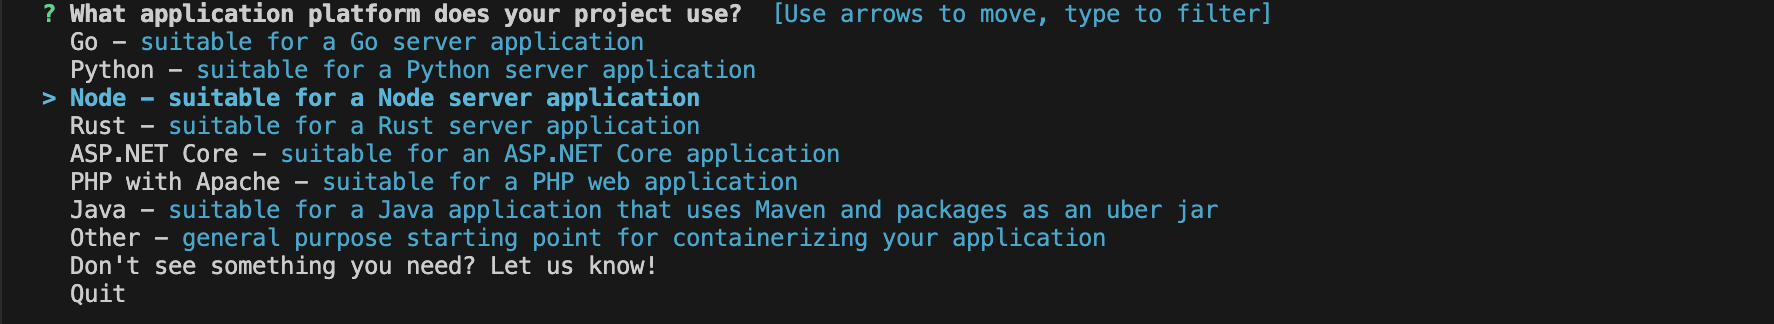 ? What application platform does your project use?  [Use arrows to move, type to filter]
Go – suitable for a Go server application
Python – suitable for a Python server application
> Node – suitable for a Node server application
Rust – suitable for a Rust server application
ASP.NET Core – suitable for an ASP.NET Core application
PHP with Apache – suitable for a PHP web application
Java – suitable for a Java application that uses Maven and packages as an uber jar
Other – general purpose starting point for containerizing your application
Don't see something you need? Let us know!
Quit